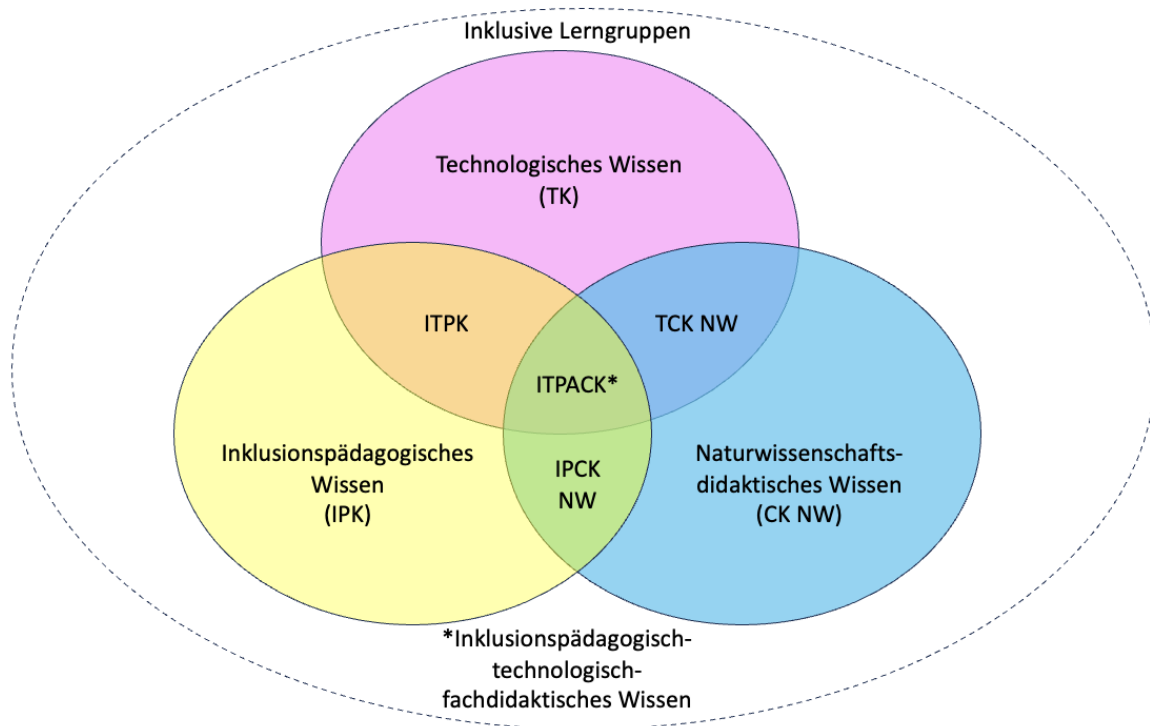 Inklusive Lerngruppen
Technologisches Wissen
(TK)
ITPK
TCK NW
ITPACK*
Inklusionspädagogisches
Wissen
(IPK)
IPCK
NW
Naturwissenschafts-
didaktisches Wissen
(CK NW)
*Inklusionspädagogisch-
technologisch-
fachdidaktisches Wissen